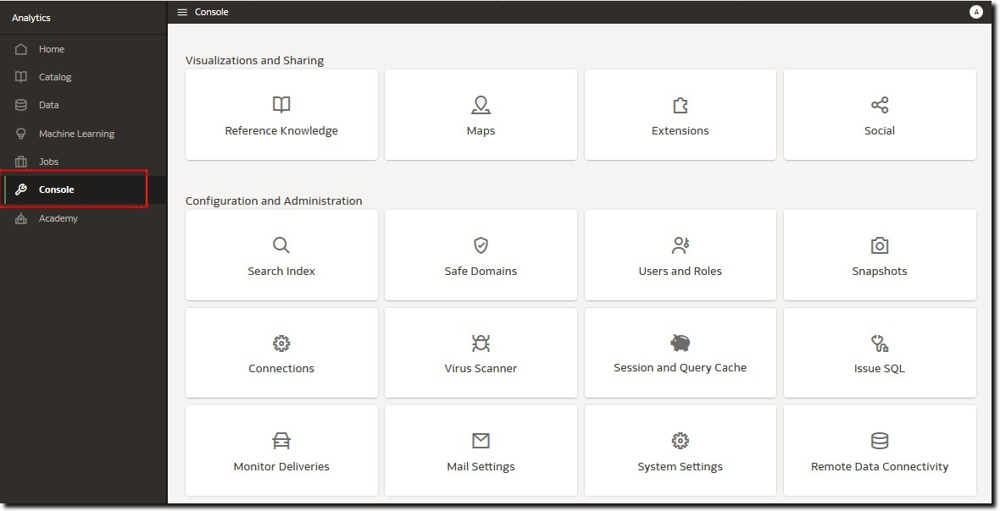 Analytics
Home
Catalog
Data
Machine Learning
Jobs
Console
Academy
Console
A
Visualizations and Sharing
Reference Knowledge
Maps
Extensions
Social
Configuration and Administration
Search Index
Safe Domains
Users and Roles
Snapshots
Connections
Virus Scanner
Session and Query Cache
Issue SQL
Monitor Deliveries
Mail Settings
System Settings
Remote Data Connectivity